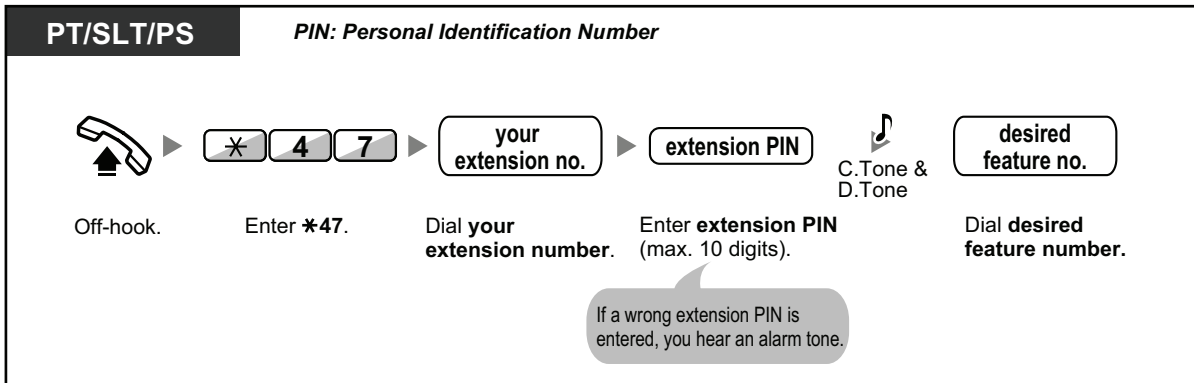 PT/SLT/PS
PIN: Personal Identification Number
* 4 7
your
extension no.
extension PIN
C.Tone &
D.Tone
desired
feature no.
Off-hook.
Enter *47.
Dial your
extension number.
Enter extension PIN
(max. 10 digits).
Dial desired
feature number.
If a wrong extension PIN is
entered, you hear an alarm tone.